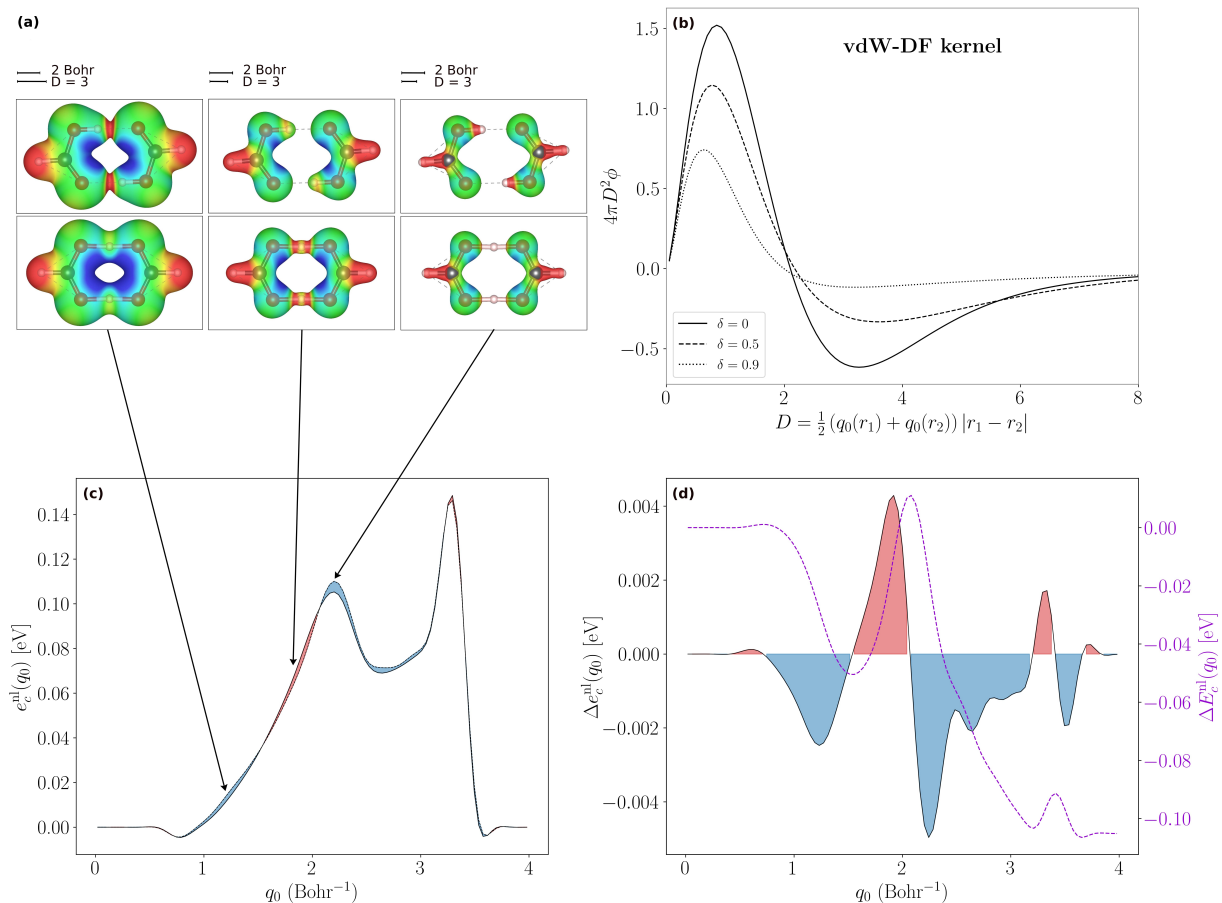 (a)
2 Bohr
D = 3
2 Bohr
D = 3
2 Bohr
D = 3
(b)
vdW-DF kernel
1.5
1.0
0.5
0.0
−0.5
4πD²ϕ
δ = 0
δ = 0.5
δ = 0.9
0 2 4 6 8
D = ½ (q₀(r₁) + q₀(r₂)) |r₁ − r₂|
(c)
0.14
0.12
0.10
0.08
0.06
0.04
0.02
0.00
e_c^nl(q₀) [eV]
0 1 2 3 4
q₀ (Bohr⁻¹)
(d)
0.004
0.002
0.000
−0.002
−0.004
Δe_c^nl(q₀) [eV]
0.00
−0.02
−0.04
−0.06
−0.08
−0.10
ΔE_c^nl(q₀) [eV]
0 1 2 3 4
q₀ (Bohr⁻¹)